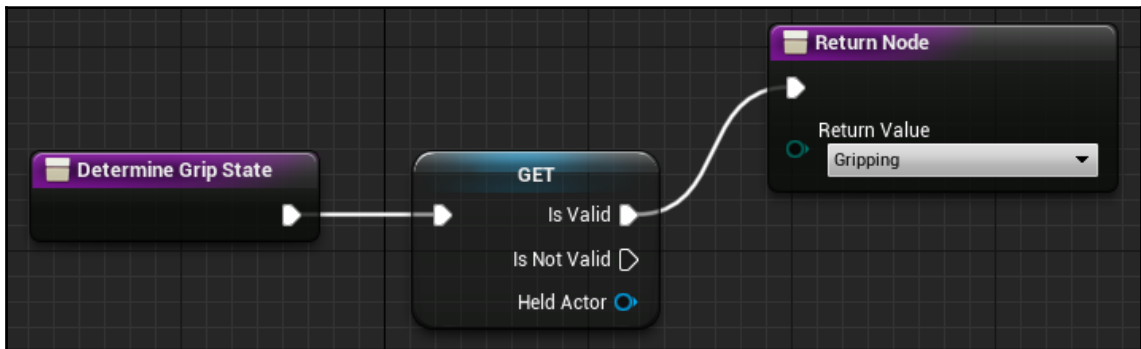 Determine Grip State
GET
Is Valid
Is Not Valid
Held Actor
Return Node
Return Value
Gripping